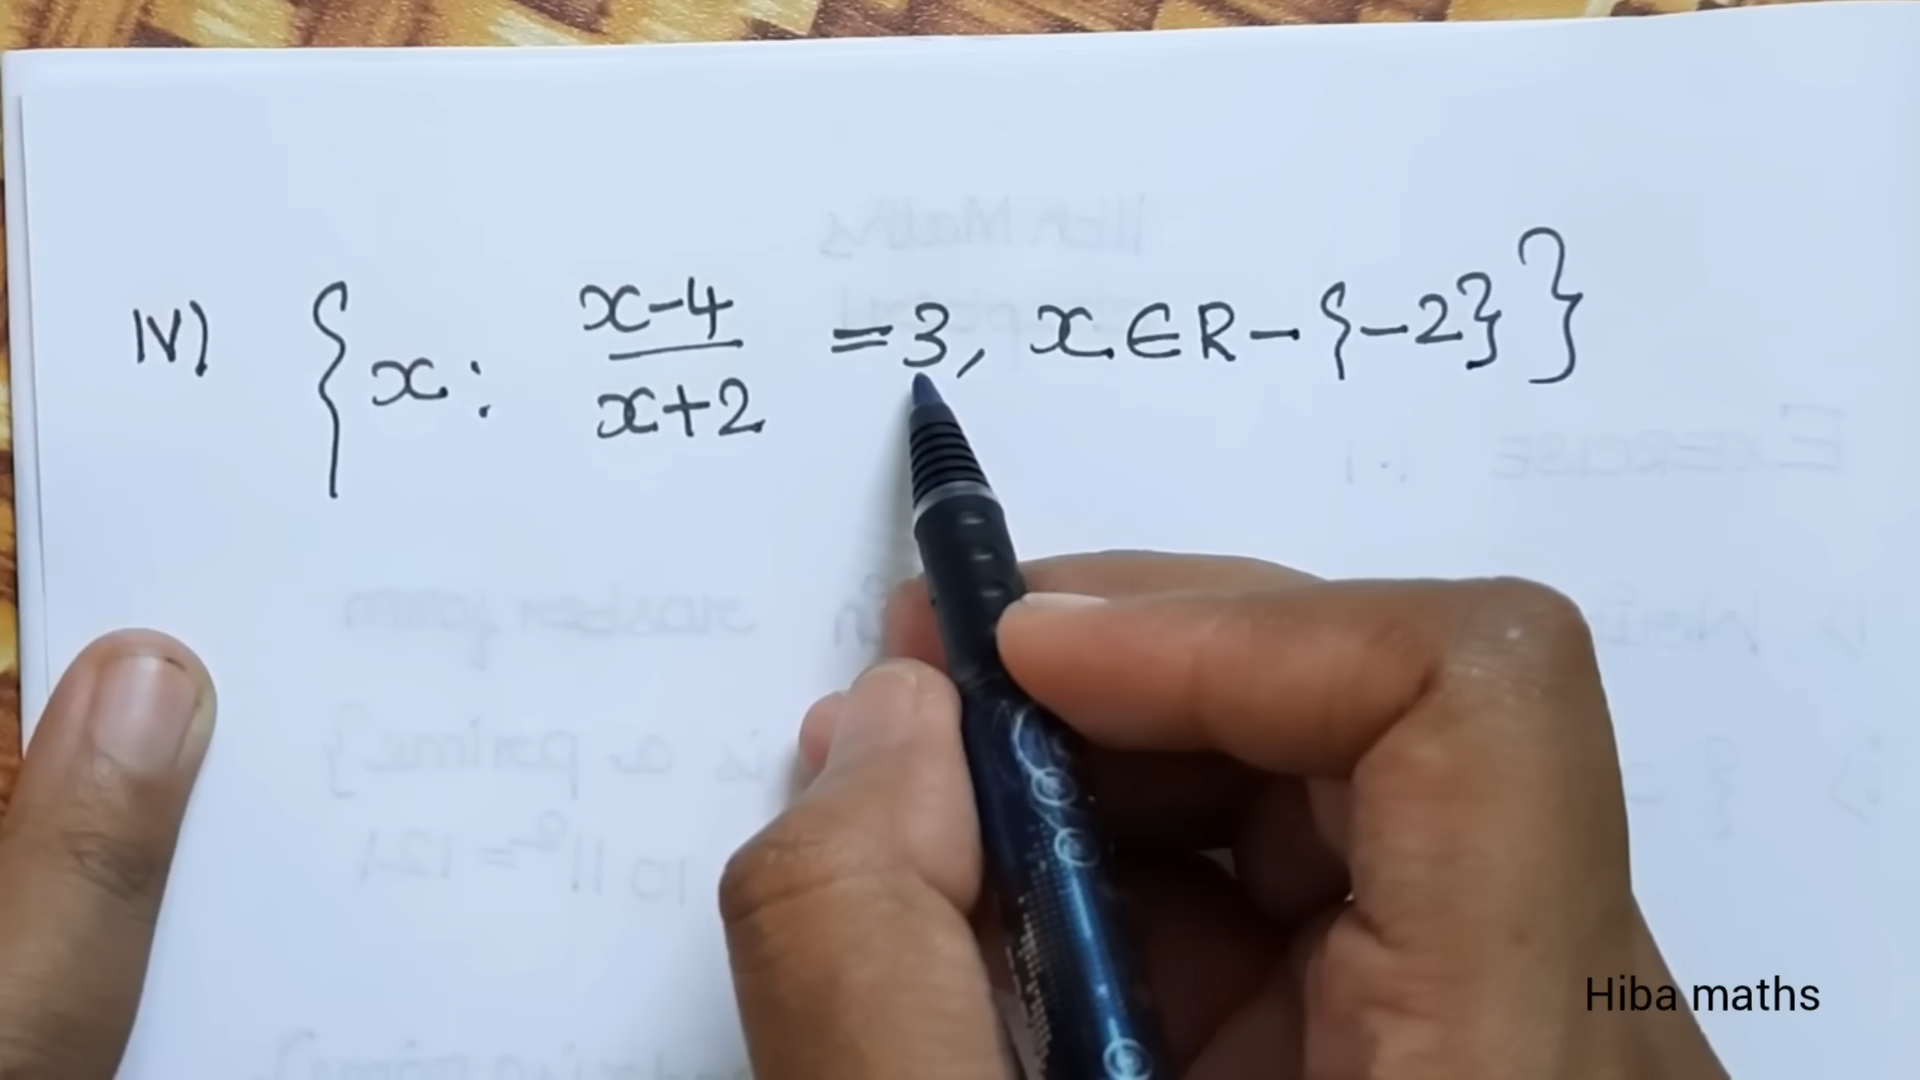 IV) {x: x-4/x+2 =3, x∈R-{-2}}
Hiba maths